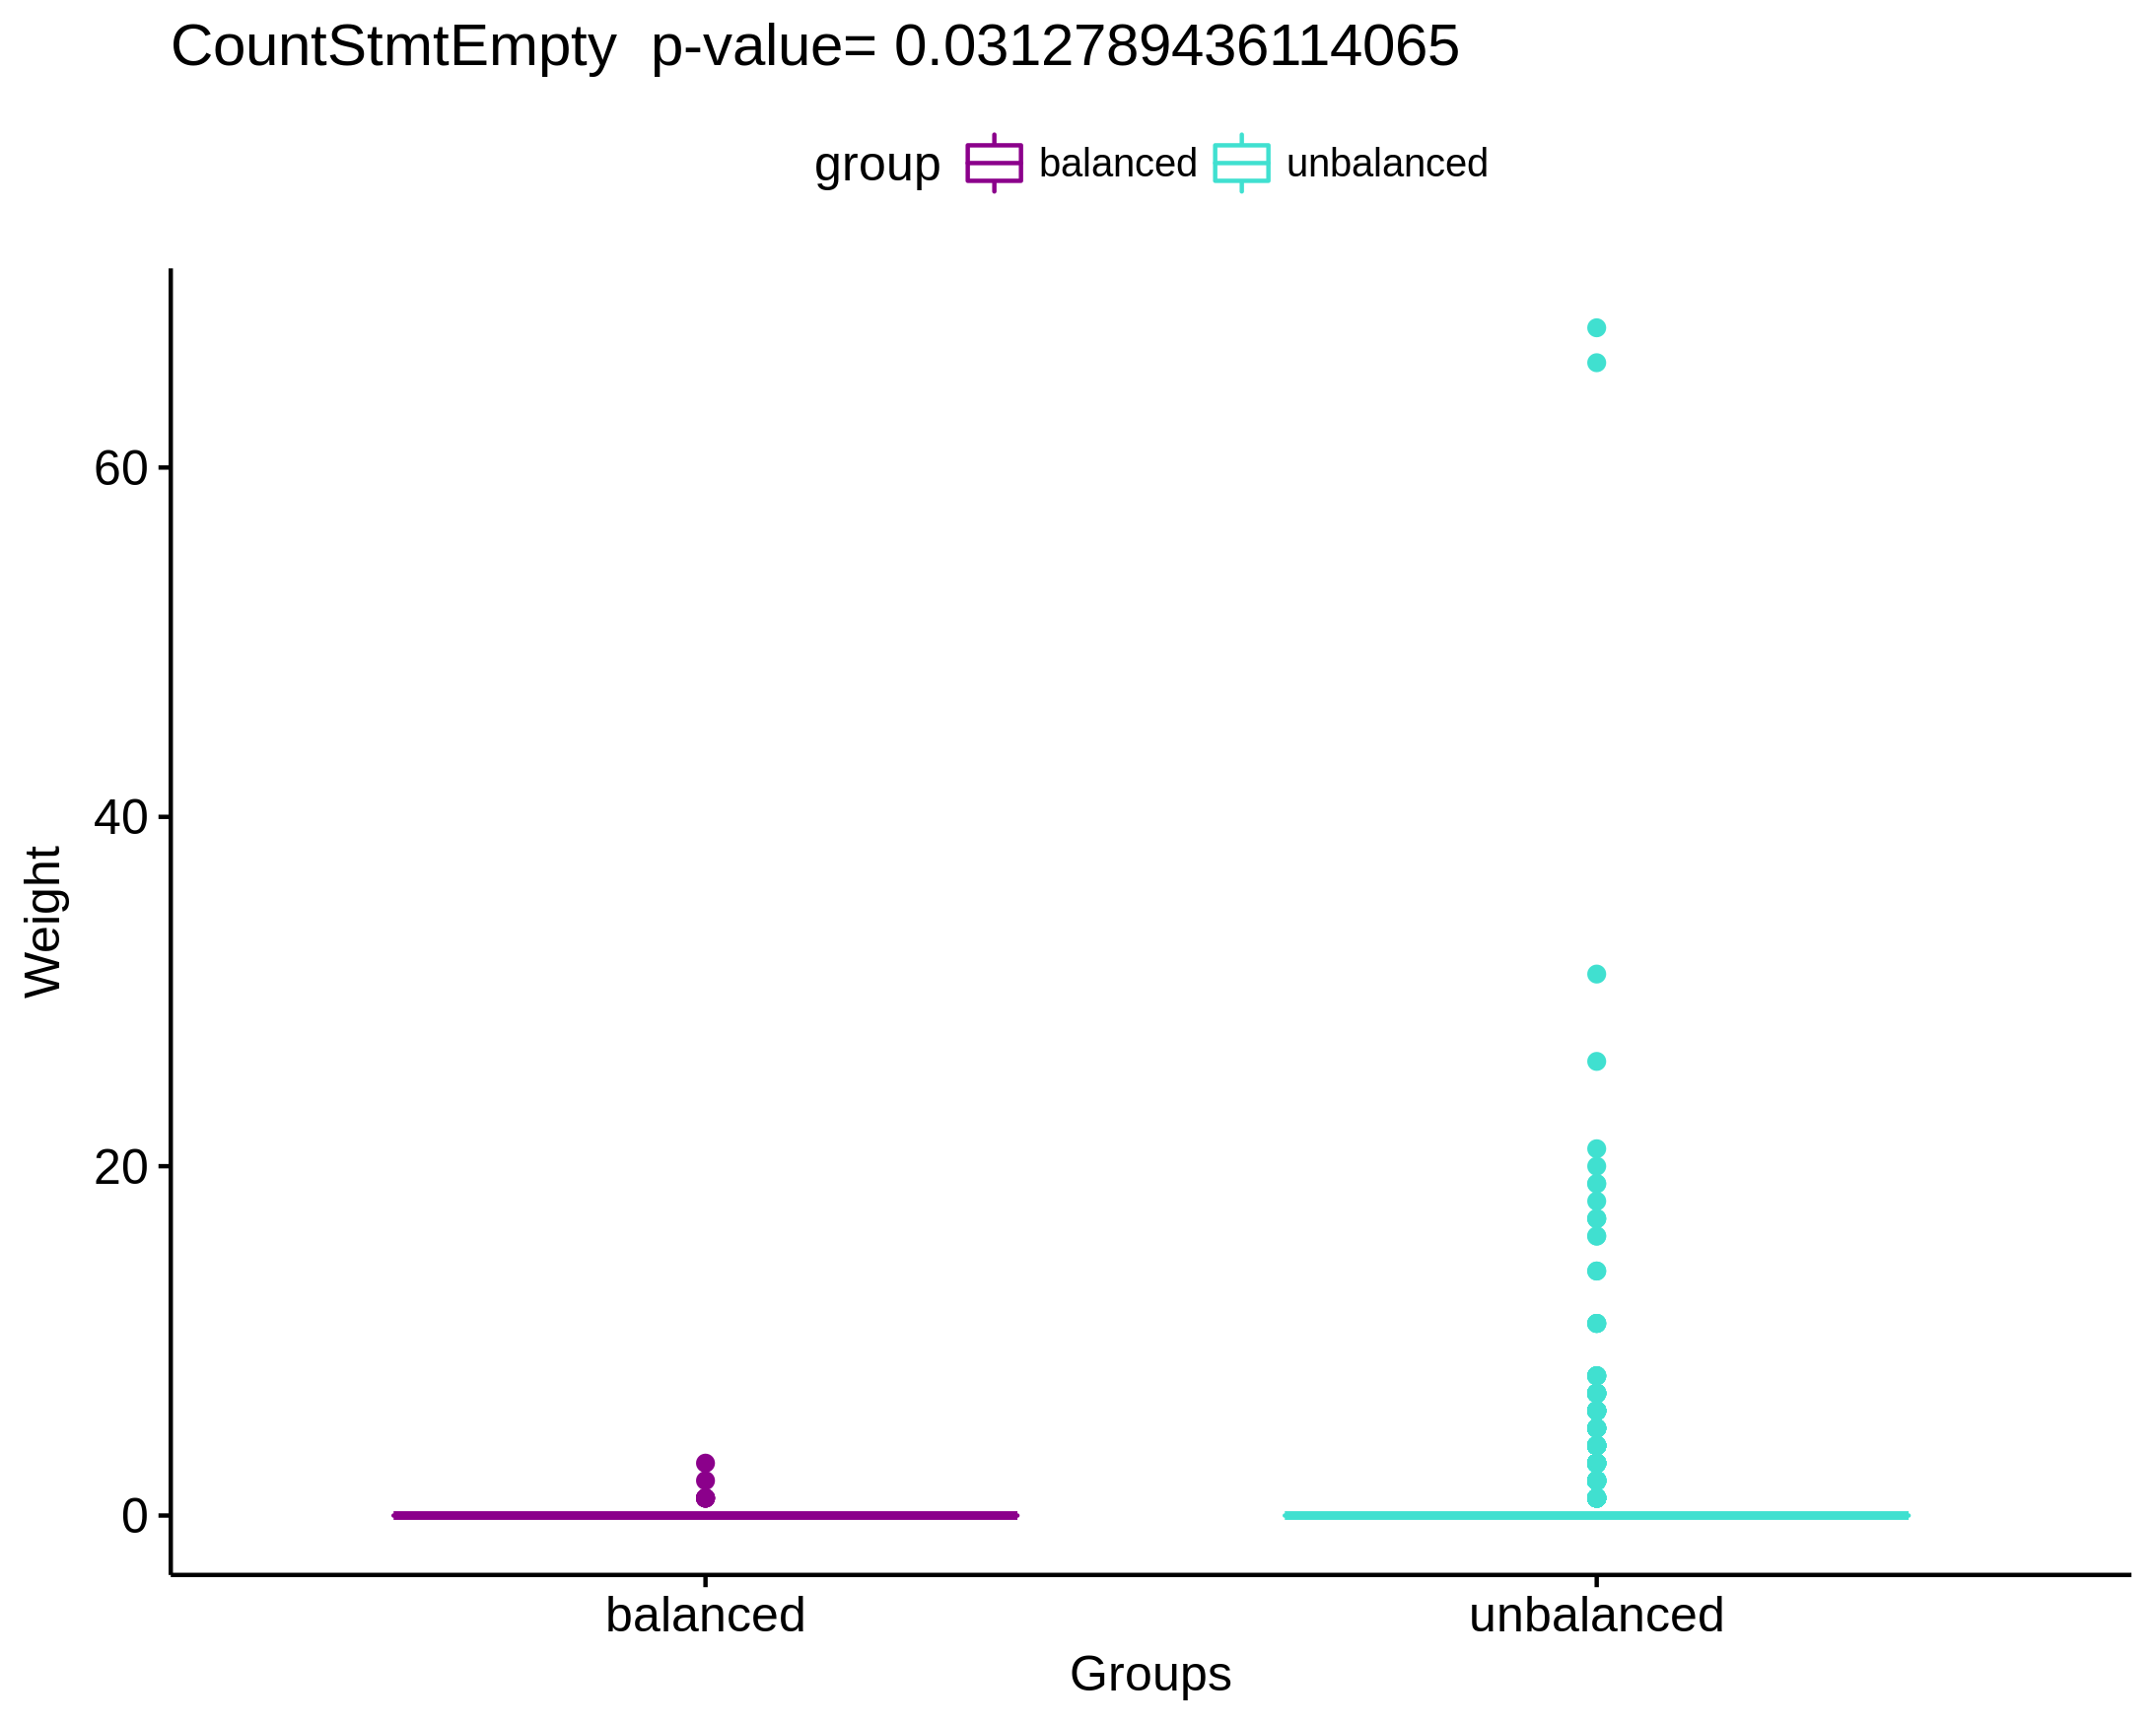 CountStmtEmpty  p-value= 0.0312789436114065
group balanced unbalanced
60
40
20
0
Weight
balanced unbalanced
Groups